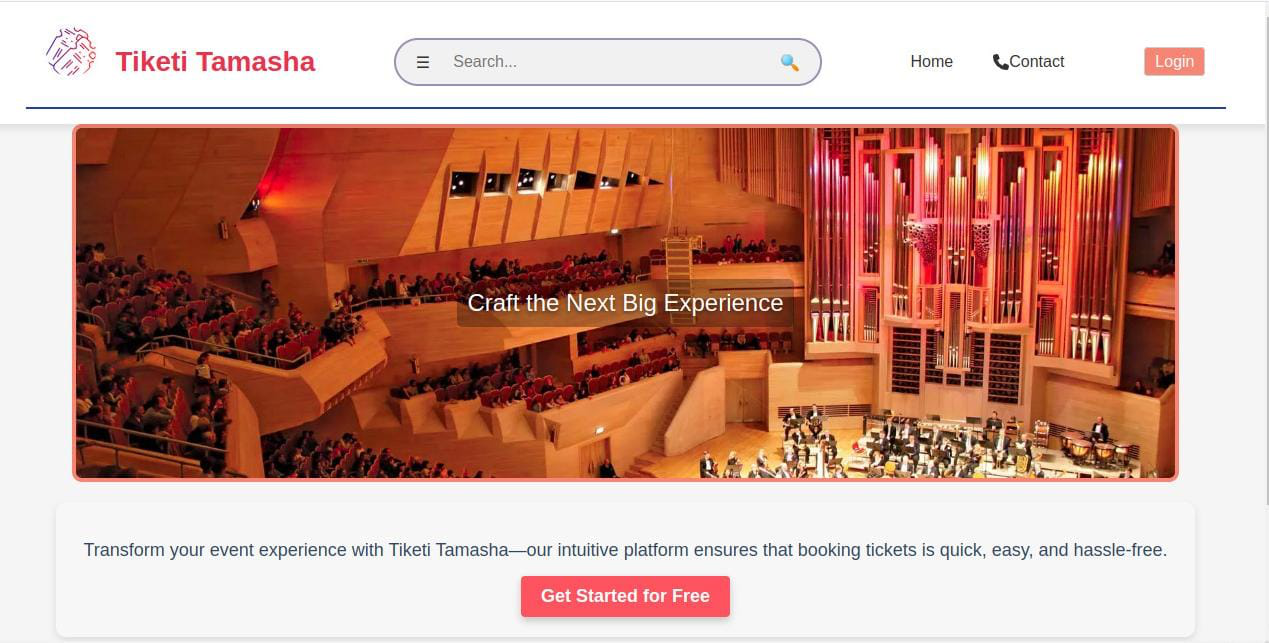 Tiketi Tamasha
☰ Search... 🔍
Home
Contact
Login
Craft the Next Big Experience
Transform your event experience with Tiketi Tamasha—our intuitive platform ensures that booking tickets is quick, easy, and hassle-free.
Get Started for Free